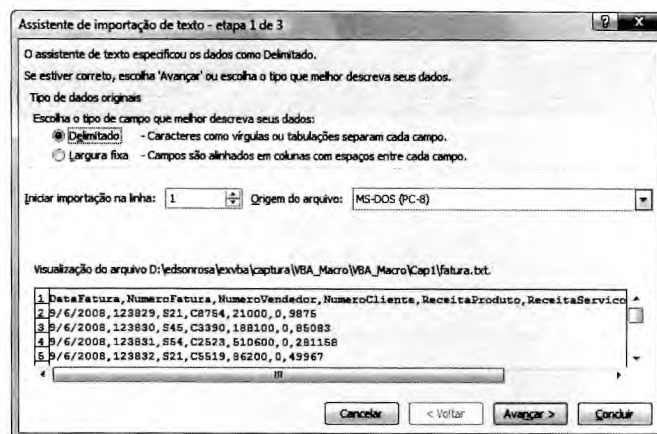 Assistente de importação de texto - etapa 1 de 3
O assistente de texto especificou os dados como Delimitado.
Se estiver correto, escolha 'Avançar' ou escolha o tipo que melhor descreva seus dados.
Tipo de dados originais
Escolha o tipo de campo que melhor descreva seus dados:
Delimitado - Caracteres como vírgulas ou tabulações separam cada campo.
Largura fixa - Campos são alinhados em colunas com espaços entre cada campo.
Iniciar importação na linha: 1 Origem do arquivo: MS-DOS (PC-8)
Visualização do arquivo D:\edsonrosa\exvba\captura\VBA_Macro\VBA_Macro\Cap1\fatura.txt.
1 DataFatura,NumeroFatura,NumeroVendedor,NumeroCliente,ReceitaProduto,ReceitaServico
2 9/6/2008,123829,S21,C8754,21000,0,9875
3 9/6/2008,123830,S45,C3390,188100,0,85083
4 9/6/2008,123831,S54,C2523,510600,0,281158
5 9/6/2008,123832,S21,C5519,86200,0,49967
Cancelar < Voltar Avançar > Concluir